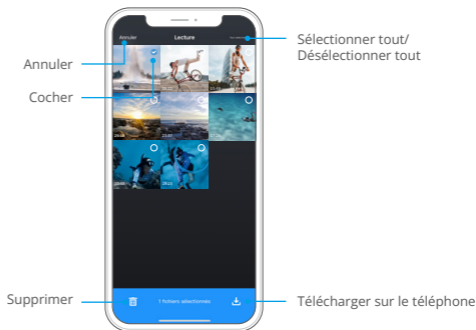 Annuler
Lecture
Sélectionner tout/
Désélectionner tout
Annuler
Cocher
Supprimer
1 fichiers sélectionnés
Télécharger sur le téléphone